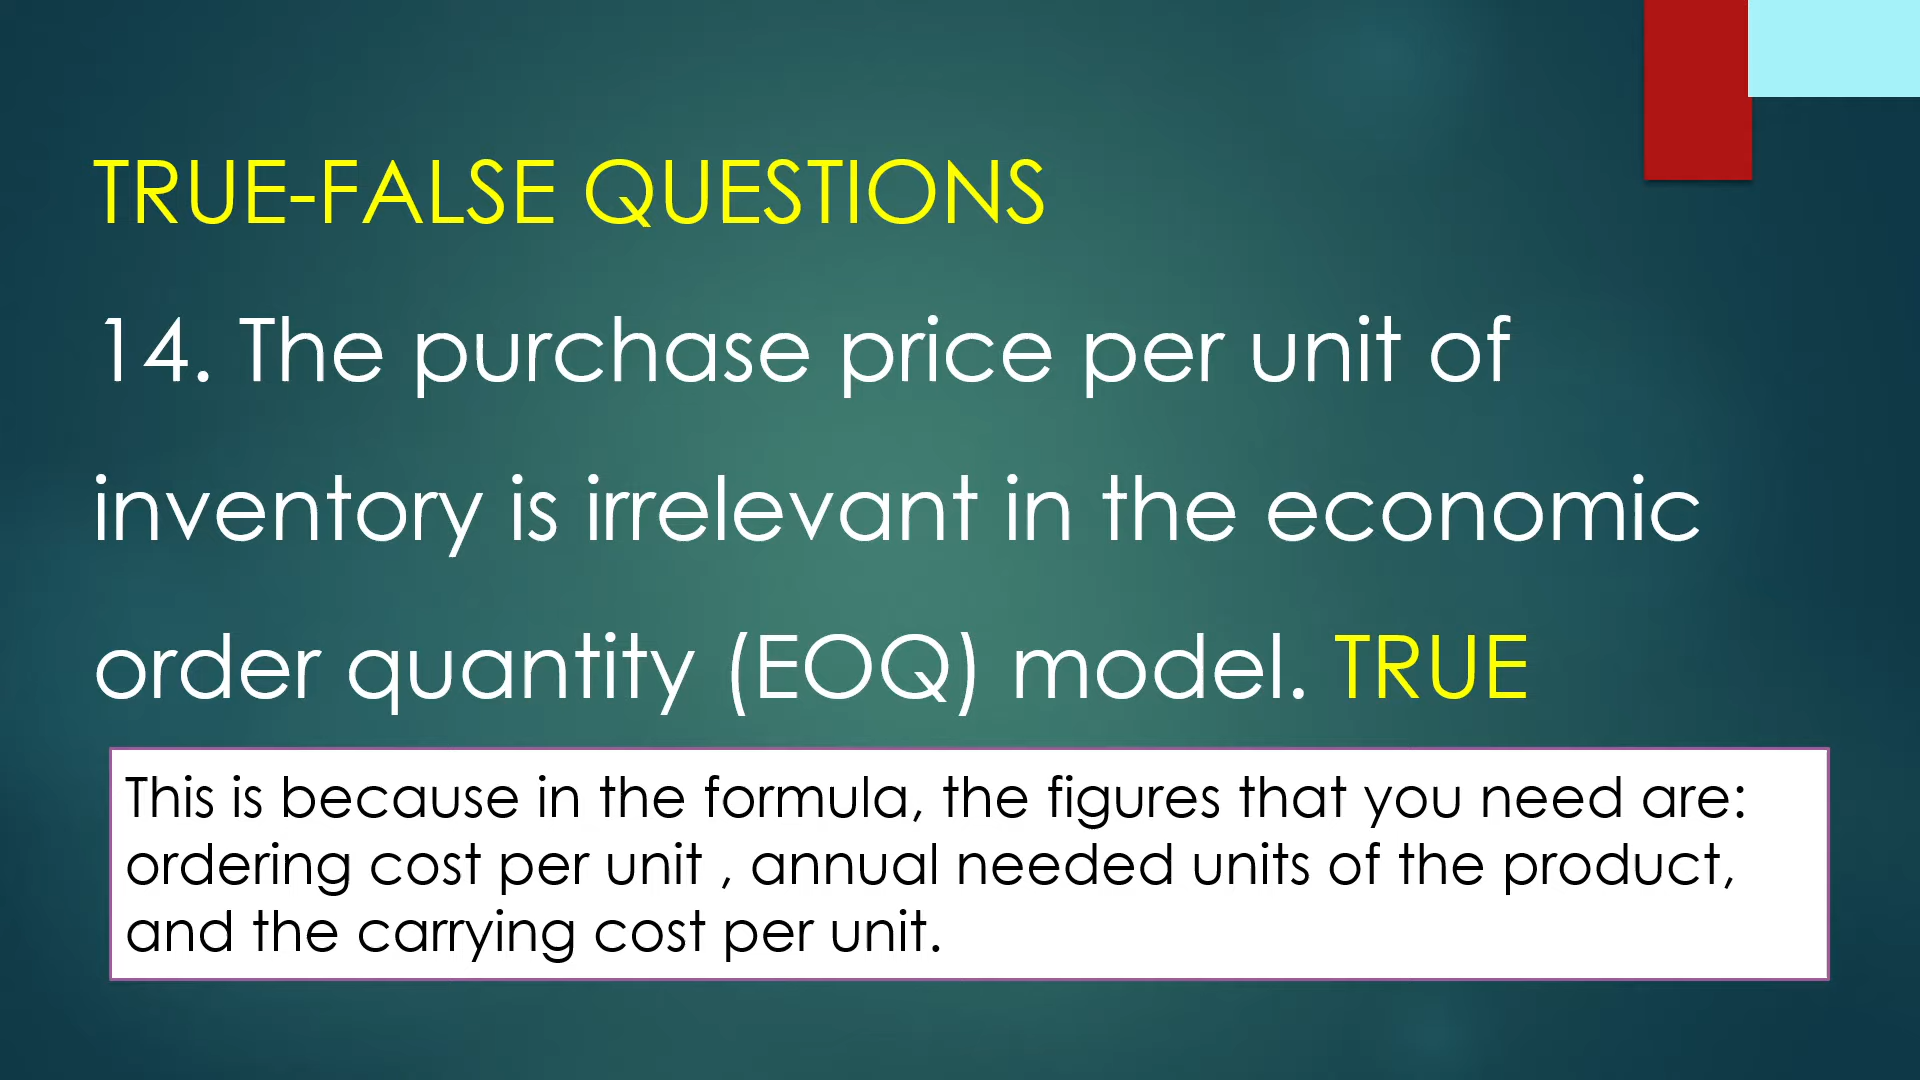 TRUE-FALSE QUESTIONS
14. The purchase price per unit of
inventory is irrelevant in the economic
order quantity (EOQ) model. TRUE
This is because in the formula, the figures that you need are:
ordering cost per unit , annual needed units of the product,
and the carrying cost per unit.